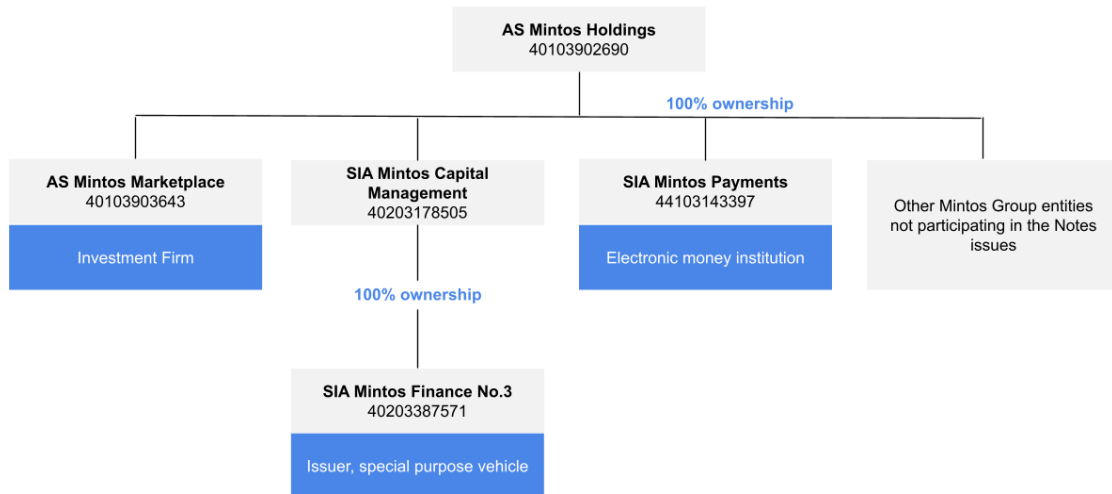 AS Mintos Holdings
40103902690
100% ownership
AS Mintos Marketplace
40103903643
Investment Firm
SIA Mintos Capital
Management
40203178505
SIA Mintos Payments
44103143397
Electronic money institution
Other Mintos Group entities
not participating in the Notes
issues
100% ownership
SIA Mintos Finance No.3
40203387571
Issuer, special purpose vehicle